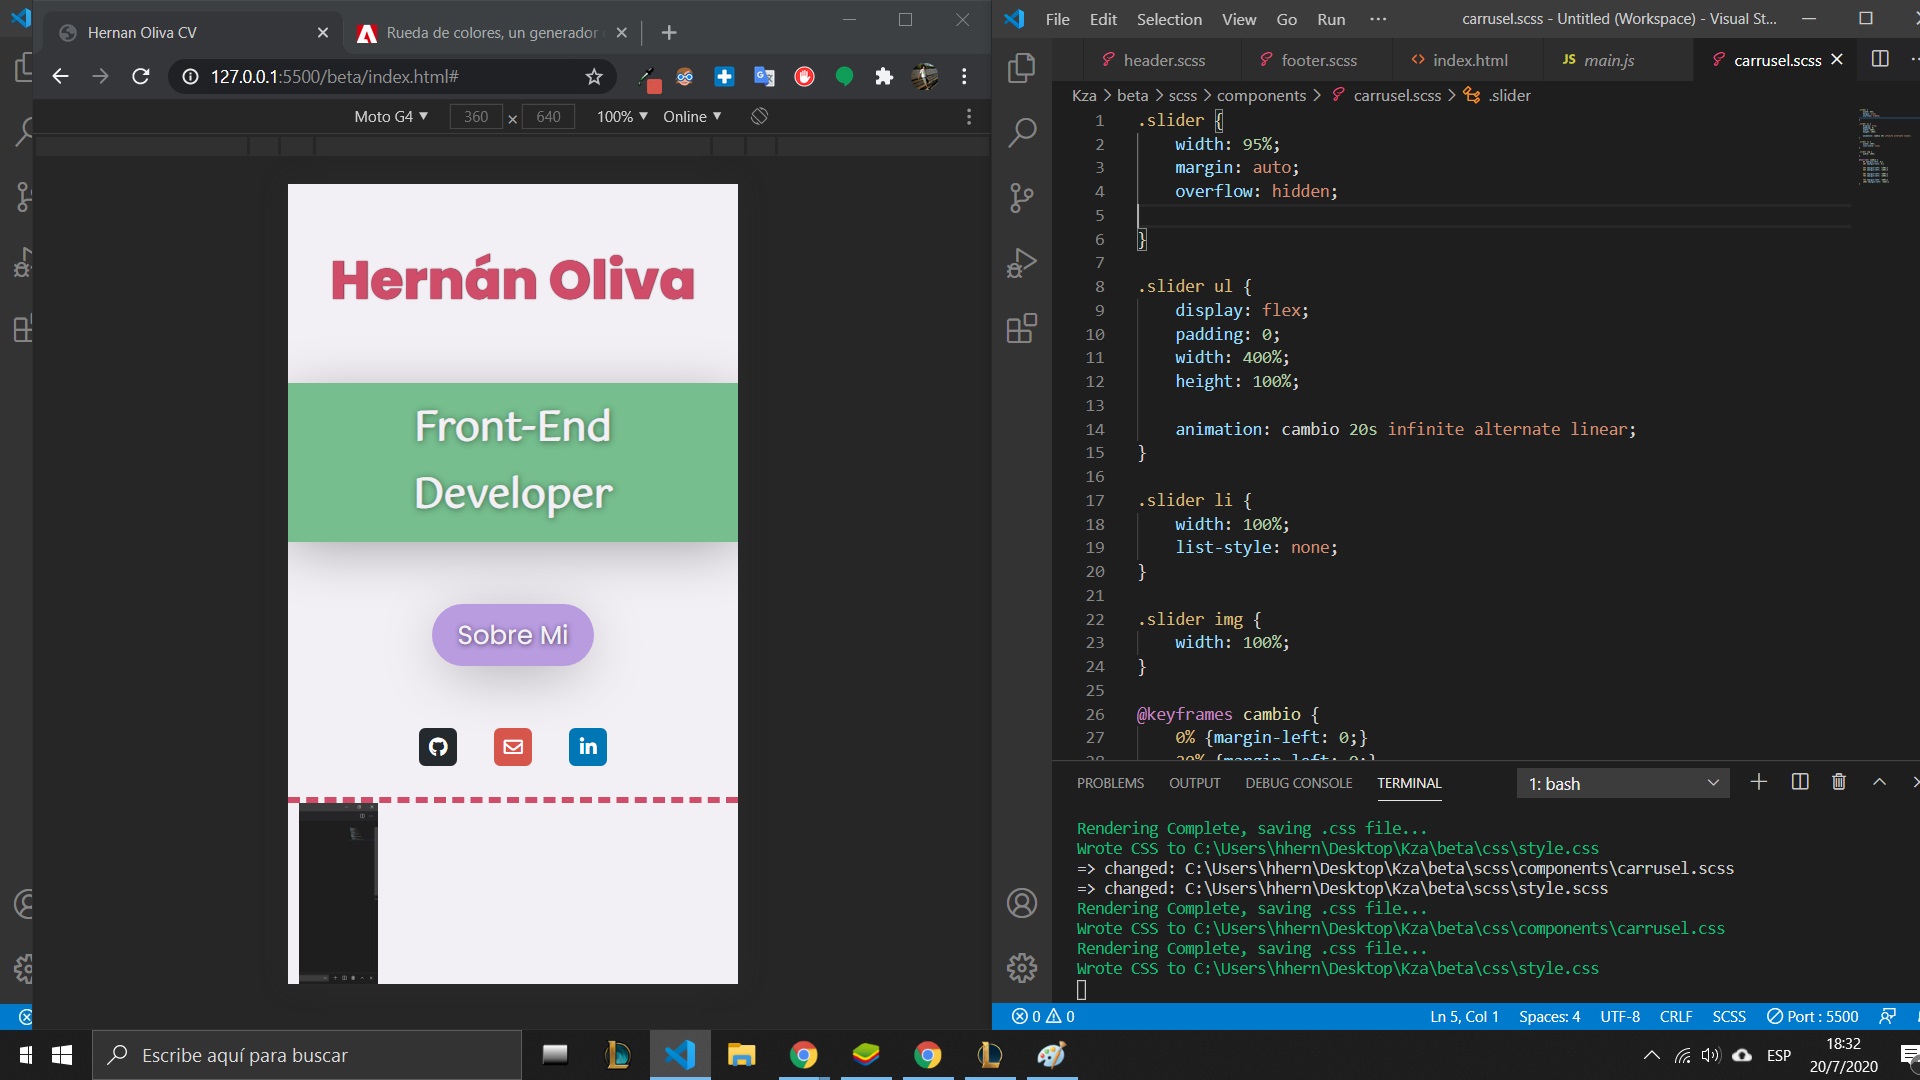 Hernan Oliva CV
Rueda de colores, un generador
127.0.0.1:5500/beta/index.html#
Moto G4 ▼ 360 × 640 100% ▼ Online ▼
Hernán Oliva
Front-End
Developer
Sobre Mi
in
File Edit Selection View Go Run ···
carrusel.scss - Untitled (Workspace) - Visual St...
header.scss footer.scss index.html JS main.js carrusel.scss
Kza > beta > scss > components > carrusel.scss > .slider
1 .slider {
2 width: 95%;
3 margin: auto;
4 overflow: hidden;
5
6 }
7
8 .slider ul {
9 display: flex;
10 padding: 0;
11 width: 400%;
12 height: 100%;
13
14 animation: cambio 20s infinite alternate linear;
15 }
16
17 .slider li {
18 width: 100%;
19 list-style: none;
20 }
21
22 .slider img {
23 width: 100%;
24 }
25
26 @keyframes cambio {
27 0% {margin-left: 0;}
28 20% {margin-left: 0;}
PROBLEMS OUTPUT DEBUG CONSOLE TERMINAL 1: bash
Rendering Complete, saving .css file...
Wrote CSS to C:\Users\hhern\Desktop\Kza\beta\css\style.css
=> changed: C:\Users\hhern\Desktop\Kza\beta\scss\components\carrusel.scss
=> changed: C:\Users\hhern\Desktop\Kza\beta\scss\style.scss
Rendering Complete, saving .css file...
Wrote CSS to C:\Users\hhern\Desktop\Kza\beta\css\components\carrusel.css
Rendering Complete, saving .css file...
Wrote CSS to C:\Users\hhern\Desktop\Kza\beta\css\style.css
0 0 Ln 5, Col 1 Spaces: 4 UTF-8 CRLF SCSS Port : 5500
Escribe aquí para buscar
ESP
18:32
20/7/2020